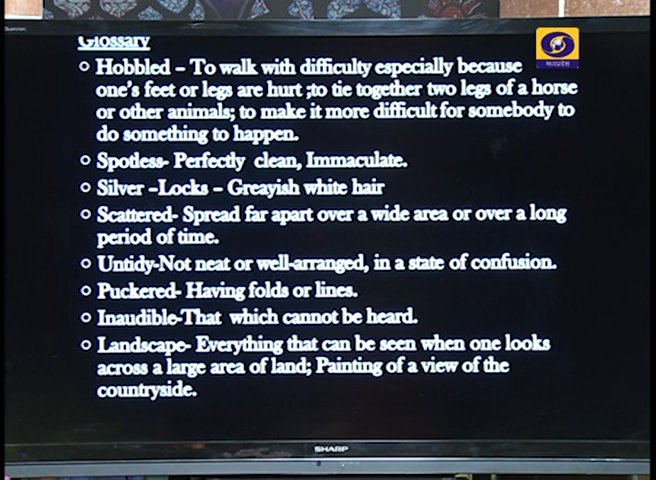 Glossary
मध्यप्रदेश
Hobbled – To walk with difficulty especially because
one's feet or legs are hurt ;to tie together two legs of a horse
or other animals; to make it more difficult for somebody to
do something to happen.
Spotless- Perfectly clean, Immaculate.
Silver –Locks – Greayish white hair
Scattered- Spread far apart over a wide area or over a long
period of time.
Untidy-Not neat or well-arranged, in a state of confusion.
Puckered- Having folds or lines.
Inaudible-That which cannot be heard.
Landscape- Everything that can be seen when one looks
across a large area of land; Painting of a view of the
countryside.
SHARP